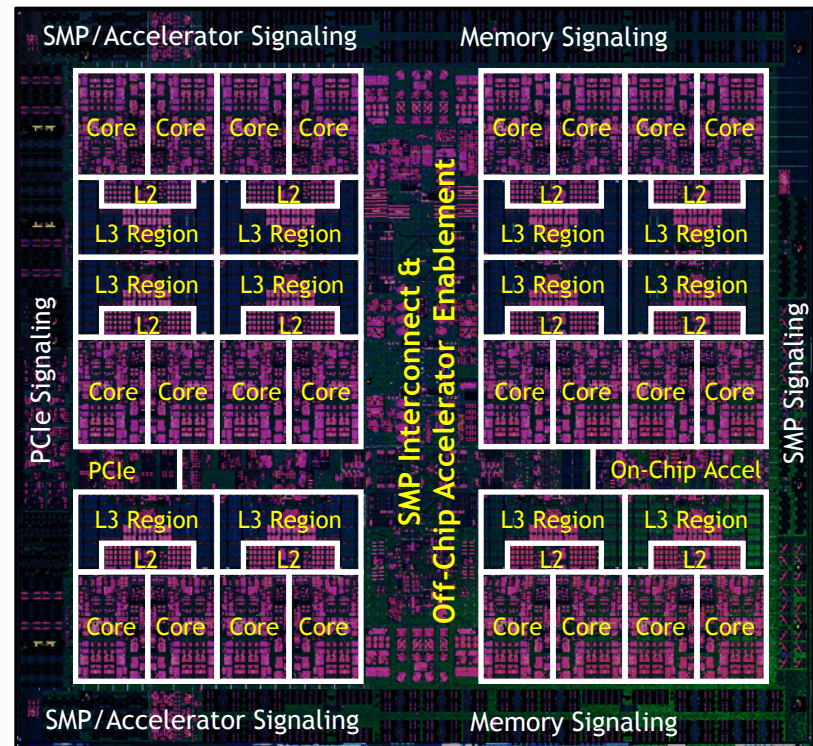 SMP/Accelerator Signaling Memory Signaling
Core Core Core Core Core Core Core Core
L2 L2 L2 L2
L3 Region L3 Region L3 Region L3 Region
L3 Region L3 Region L3 Region L3 Region
L2 L2 L2 L2
Core Core Core Core Core Core Core Core
PCIe On-Chip Accel
L3 Region L3 Region L3 Region L3 Region
L2 L2 L2 L2
Core Core Core Core Core Core Core Core
SMP/Accelerator Signaling Memory Signaling
PCIe Signaling
SMP Interconnect &
Off-Chip Accelerator Enablement
SMP Signaling